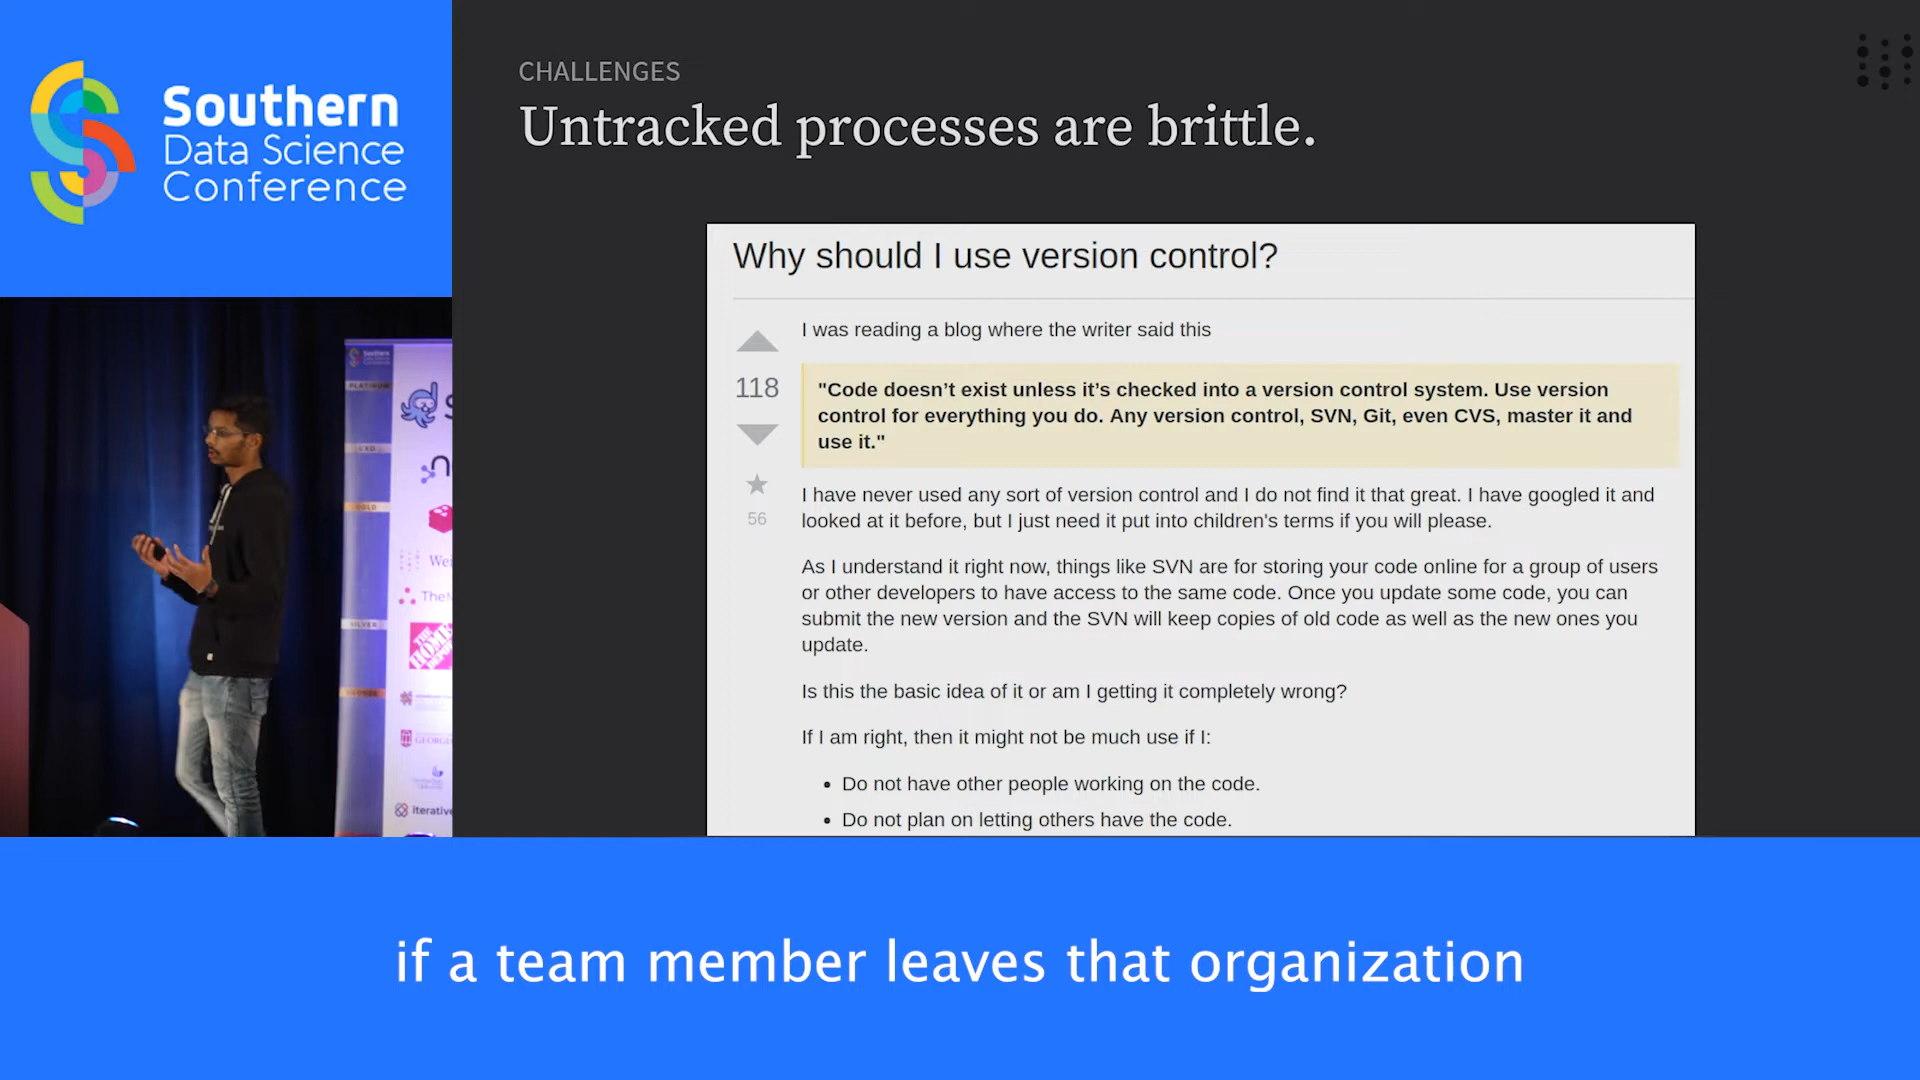 Southern
Data Science
Conference
CHALLENGES
Untracked processes are brittle.
Why should I use version control?
I was reading a blog where the writer said this
118
"Code doesn’t exist unless it’s checked into a version control system. Use version
control for everything you do. Any version control, SVN, Git, even CVS, master it and
use it."
56
I have never used any sort of version control and I do not find it that great. I have googled it and
looked at it before, but I just need it put into children's terms if you will please.
As I understand it right now, things like SVN are for storing your code online for a group of users
or other developers to have access to the same code. Once you update some code, you can
submit the new version and the SVN will keep copies of old code as well as the new ones you
update.
Is this the basic idea of it or am I getting it completely wrong?
If I am right, then it might not be much use if I:
• Do not have other people working on the code.
• Do not plan on letting others have the code.
Southern
Data Science
Conference
PLATINUM
GOLD
SILVER
THE
HOME
iterative
if a team member leaves that organization